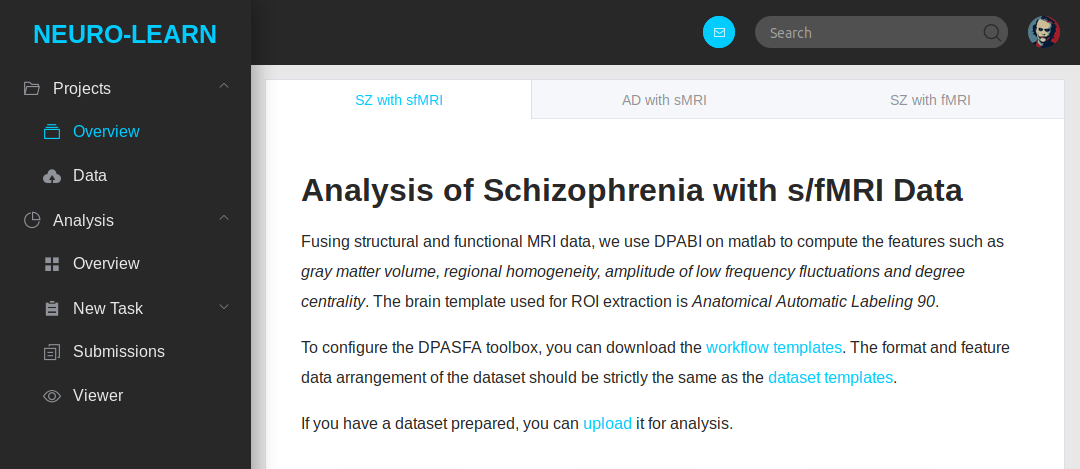 NEURO-LEARN
Search
Projects
Overview
Data
Analysis
Overview
New Task
Submissions
Viewer
SZ with sfMRI
AD with sMRI
SZ with fMRI
Analysis of Schizophrenia with s/fMRI Data
Fusing structural and functional MRI data, we use DPABI on matlab to compute the features such as
gray matter volume, regional homogeneity, amplitude of low frequency fluctuations and degree
centrality. The brain template used for ROI extraction is Anatomical Automatic Labeling 90.
To configure the DPASFA toolbox, you can download the workflow templates. The format and feature
data arrangement of the dataset should be strictly the same as the dataset templates.
If you have a dataset prepared, you can upload it for analysis.